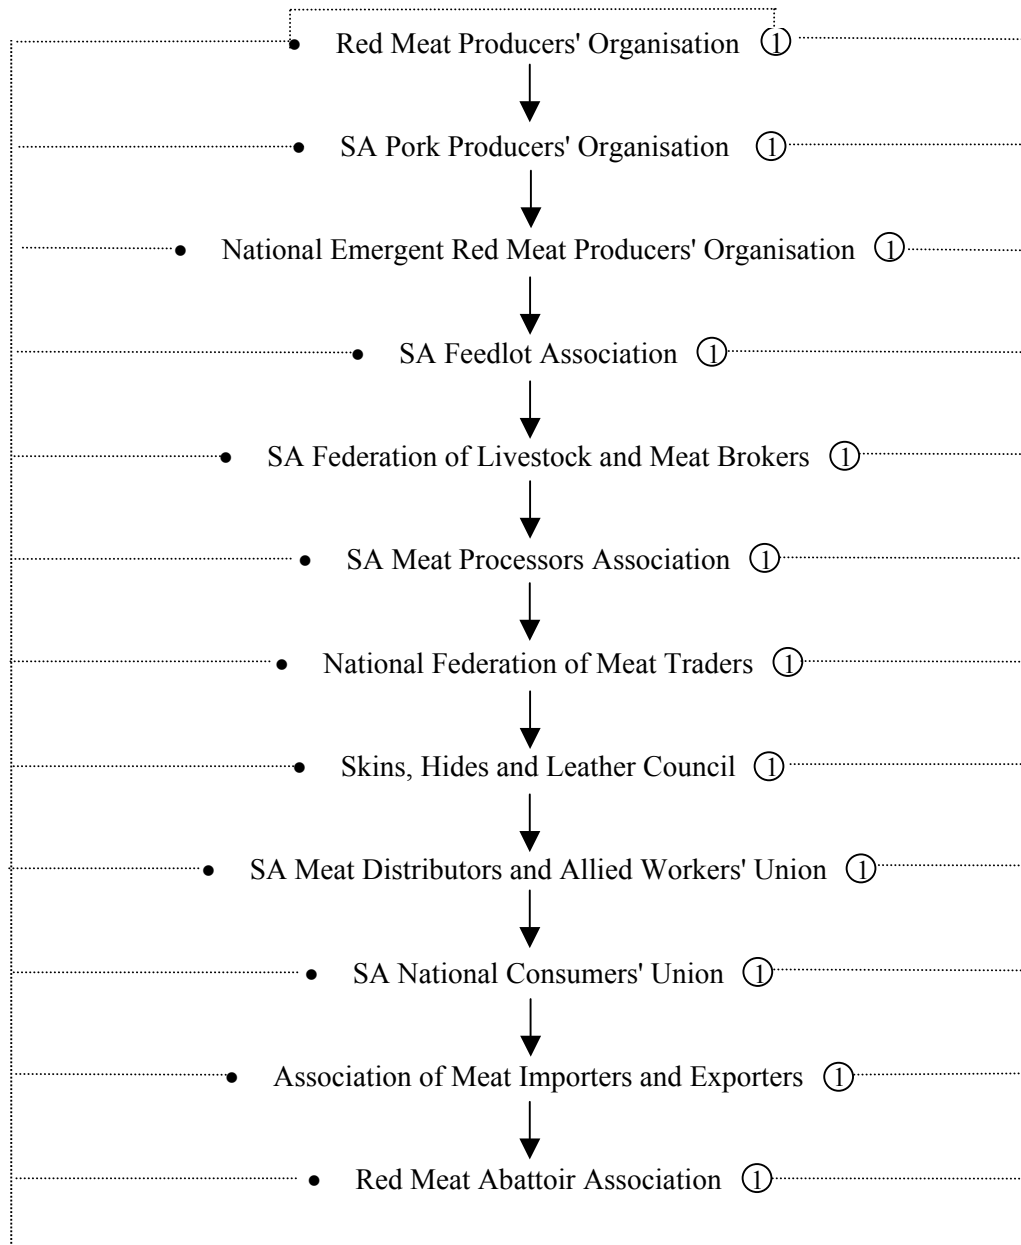 • Red Meat Producers' Organisation ①
• SA Pork Producers' Organisation ①
• National Emergent Red Meat Producers' Organisation ①
• SA Feedlot Association ①
• SA Federation of Livestock and Meat Brokers ①
• SA Meat Processors Association ①
• National Federation of Meat Traders ①
• Skins, Hides and Leather Council ①
• SA Meat Distributors and Allied Workers' Union ①
• SA National Consumers' Union ①
• Association of Meat Importers and Exporters ①
• Red Meat Abattoir Association ①